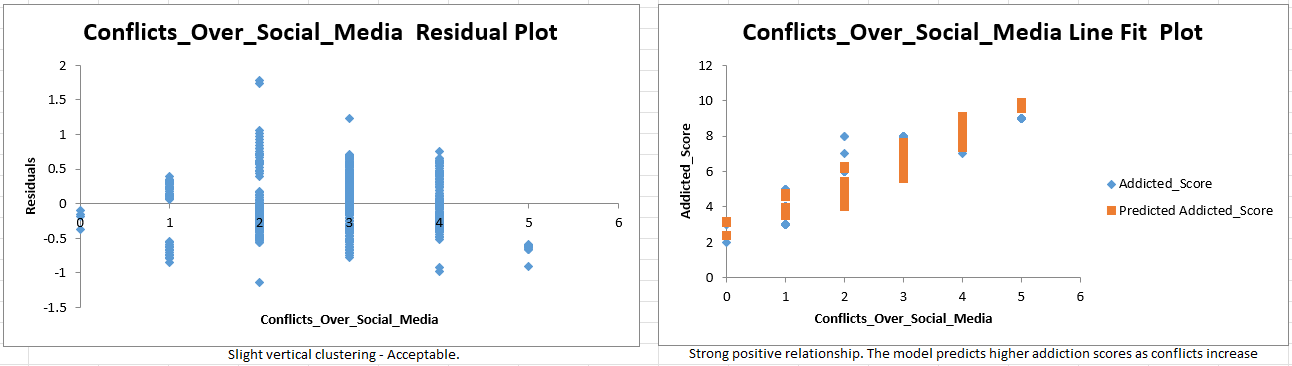 Conflicts_Over_Social_Media Residual Plot
2
1.5
1
0.5
0
-0.5
-1
-1.5
0 1 2 3 4 5 6
Residuals
Conflicts_Over_Social_Media
Slight vertical clustering - Acceptable.
Conflicts_Over_Social_Media Line Fit Plot
12
10
8
6
4
2
0
0 1 2 3 4 5 6
Addicted_Score
Conflicts_Over_Social_Media
Addicted_Score
Predicted Addicted_Score
Strong positive relationship. The model predicts higher addiction scores as conflicts increase